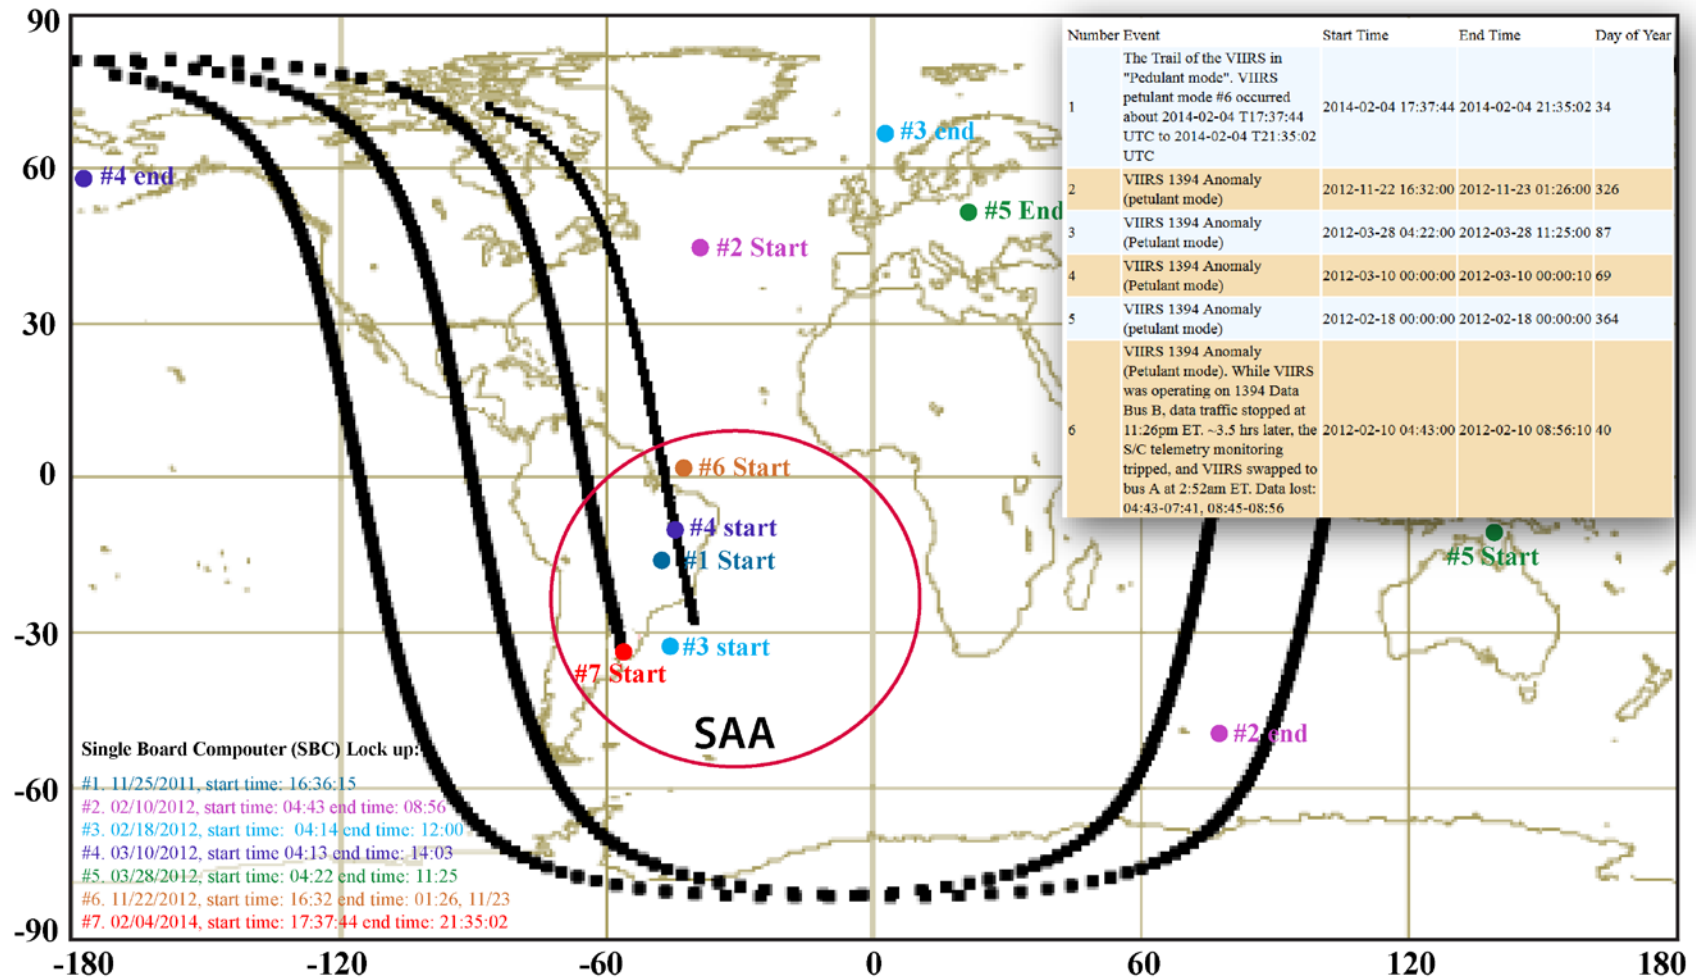 90
60
30
0
-30
-60
-90
-180
-120
-60
0
60
120
180
#3 end
#4 end
#5 End
#2 Start
#6 Start
#4 start
#1 Start
#3 start
#7 Start
SAA
#5 Start
#2 end
Single Board Compouter (SBC) Lock up:
#1. 11/25/2011, start time: 16:36:15
#2. 02/10/2012, start time: 04:43 end time: 08:56
#3. 02/18/2012, start time: 04:14 end time: 12:00
#4. 03/10/2012, start time 04:13 end time: 14:03
#5. 03/28/2012, start time: 04:22 end time: 11:25
#6. 11/22/2012, start time: 16:32 end time: 01:26, 11/23
#7. 02/04/2014, start time: 17:37:44 end time: 21:35:02
Number Event Start Time End Time Day of Year
The Trail of the VIIRS in
"Pedulant mode". VIIRS
petulant mode #6 occurred
1 about 2014-02-04 T17:37:44 2014-02-04 17:37:44 2014-02-04 21:35:02 34
UTC to 2014-02-04 T21:35:02
UTC
2 VIIRS 1394 Anomaly
(petulant mode) 2012-11-22 16:32:00 2012-11-23 01:26:00 326
3 VIIRS 1394 Anomaly
(Petulant mode) 2012-03-28 04:22:00 2012-03-28 11:25:00 87
4 VIIRS 1394 Anomaly
(Petulant mode) 2012-03-10 00:00:00 2012-03-10 00:00:10 69
5 VIIRS 1394 Anomaly
(petulant mode) 2012-02-18 00:00:00 2012-02-18 00:00:00 364
VIIRS 1394 Anomaly
(Petulant mode). While VIIRS
was operating on 1394 Data
Bus B, data traffic stopped at
6 11:26pm ET. ~3.5 hrs later, the 2012-02-10 04:43:00 2012-02-10 08:56:10 40
S/C telemetry monitoring
tripped, and VIIRS swapped to
bus A at 2:52am ET. Data lost:
04:43-07:41, 08:45-08:56